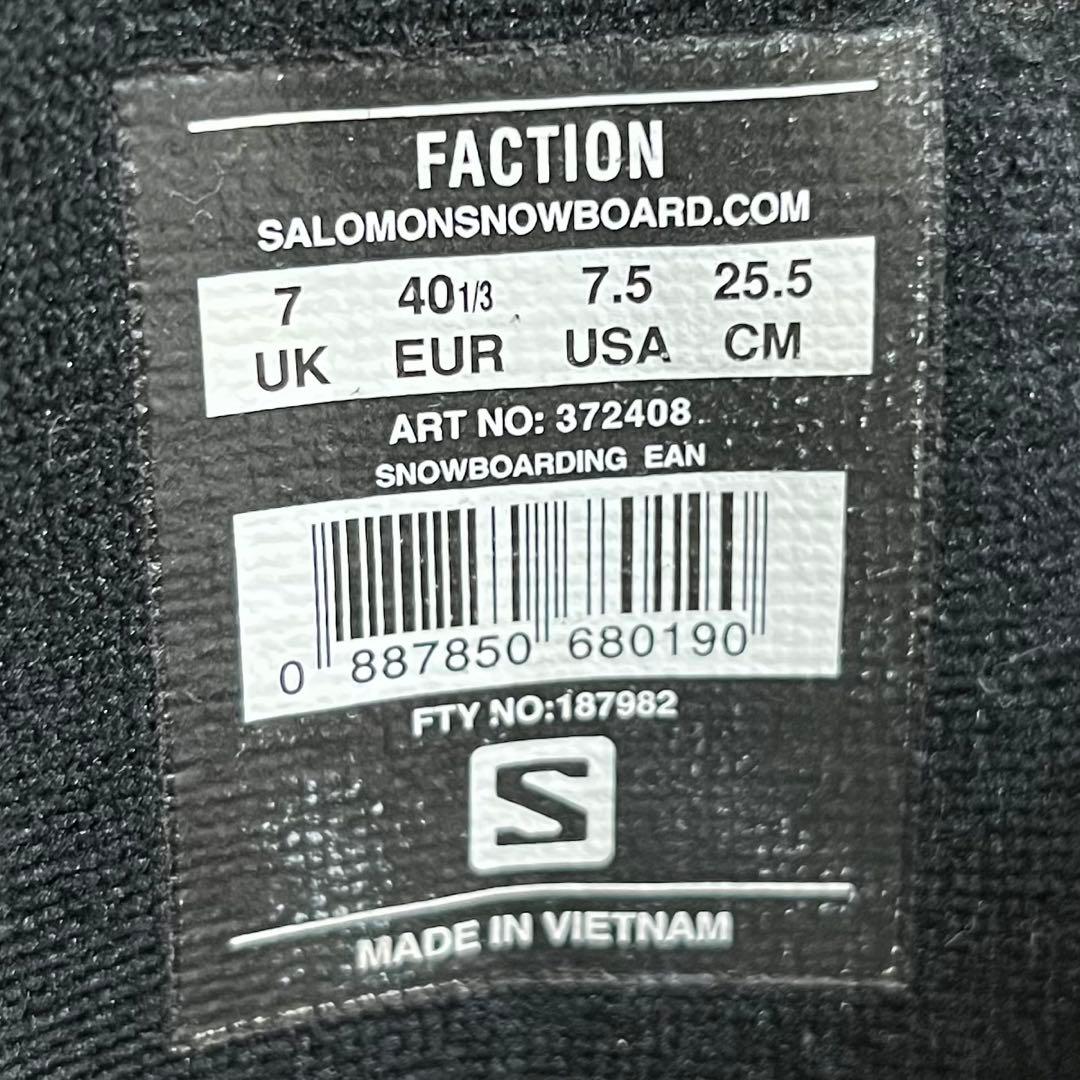 FACTION
SALOMONSNOWBOARD.COM
7 40 1/3 7.5 25.5
UK EUR USA CM
ART NO: 372408
SNOWBOARDING EAN
0 887850 680190
FTY NO:187982
S
MADE IN VIETNAM